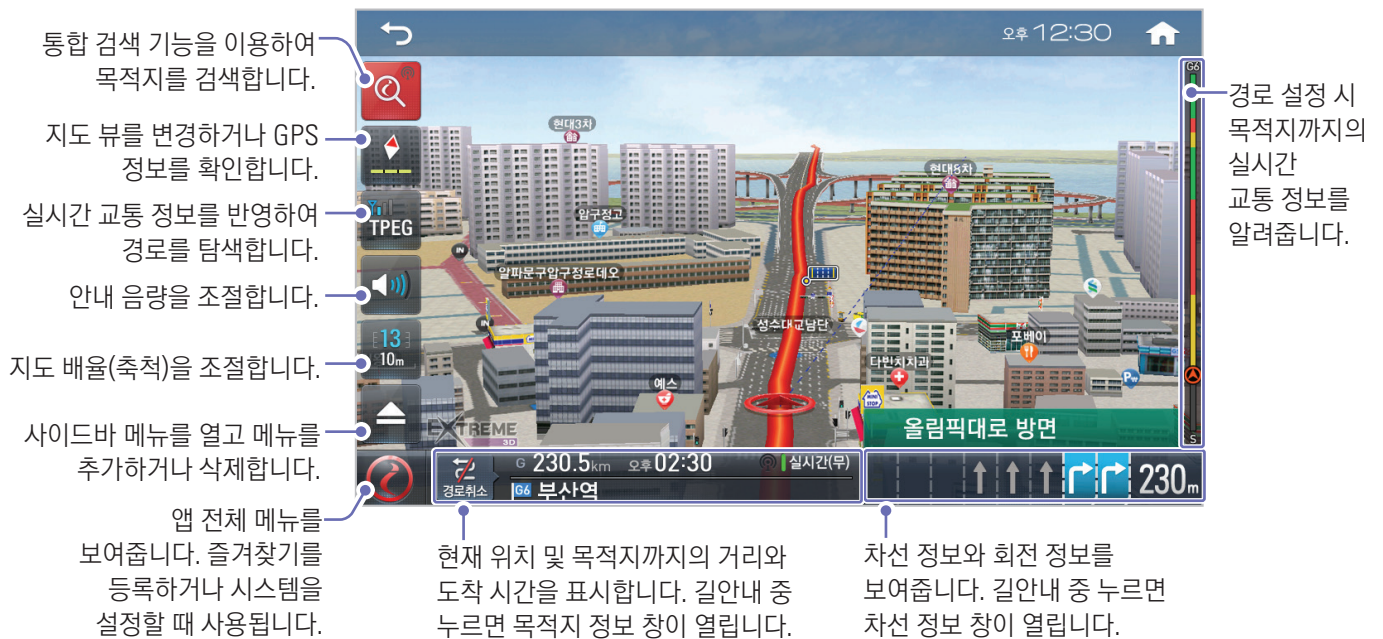 통합 검색 기능을 이용하여
목적지를 검색합니다.
지도 뷰를 변경하거나 GPS
정보를 확인합니다.
실시간 교통 정보를 반영하여
경로를 탐색합니다.
안내 음량을 조절합니다.
지도 배율(축척)을 조절합니다.
사이드바 메뉴를 열고 메뉴를
추가하거나 삭제합니다.
앱 전체 메뉴를
보여줍니다. 즐겨찾기를
등록하거나 시스템을
설정할 때 사용됩니다.
오후 12:30
TPEG
13
10m
현대3차
현대8차
압구정고
IN
알파문구압구정로데오
IN
성수대교남단
포베이
다빈치치과
예스
MINI
STOP
PW
EXTREME
3D
올림픽대로 방면
G6
S
경로취소
G 230.5km 오후 02:30 실시간(무)
G6 부산역
230m
경로 설정 시
목적지까지의
실시간
교통 정보를
알려줍니다.
현재 위치 및 목적지까지의 거리와
도착 시간을 표시합니다. 길안내 중
누르면 목적지 정보 창이 열립니다.
차선 정보와 회전 정보를
보여줍니다. 길안내 중 누르면
차선 정보 창이 열립니다.